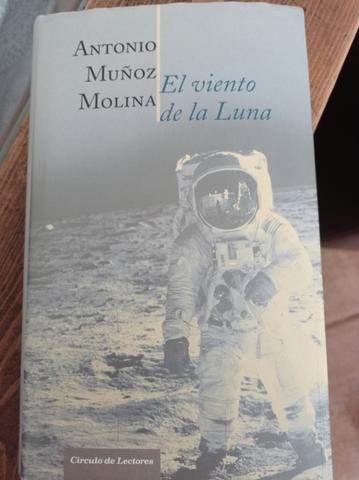 ANTONIO
MUÑOZ
MOLINA
El viento
de la Luna
Círculo de Lectores